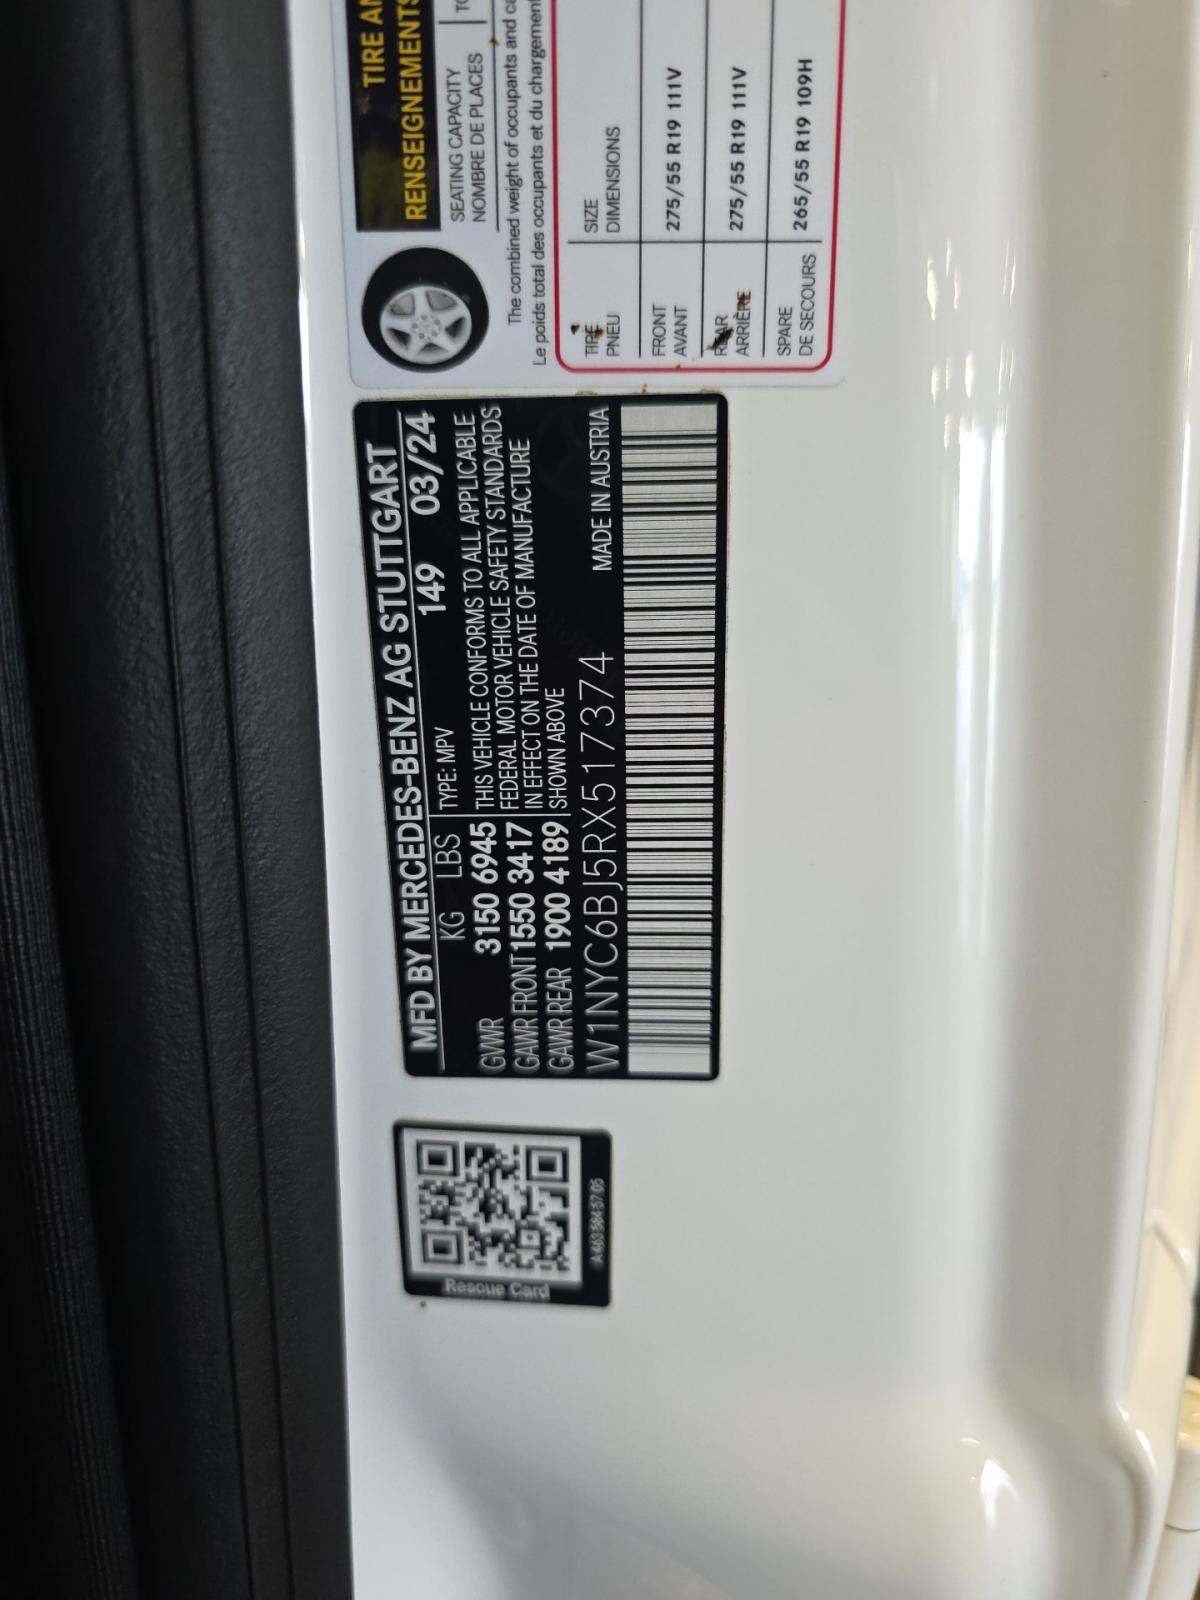 TIRE
RENSEIGNEMENTS
SEATING CAPACITY
NOMBRE DE PLACES
The combined weight of occupants and
Le poids total des occupants et du chargement
TIRE SIZE
PNEU DIMENSIONS
FRONT 275/55 R19 111V
AVANT
REAR 275/55 R19 111V
ARRIÈRE
SPARE 265/55 R19 109H
DE SECOURS
MFD BY MERCEDES-BENZ AG STUTTGART
KG LBS TYPE: MPV 149 03/24
GVWR 3150 6945 THIS VEHICLE CONFORMS TO ALL APPLICABLE
GAWR FRONT 1550 3417 FEDERAL MOTOR VEHICLE SAFETY STANDARDS
IN EFFECT ON THE DATE OF MANUFACTURE
GAWR REAR 1900 4189 SHOWN ABOVE
MADE IN AUSTRIA
W1NYC6BJ5RX517374
Rescue Card
A 463 584 57 05